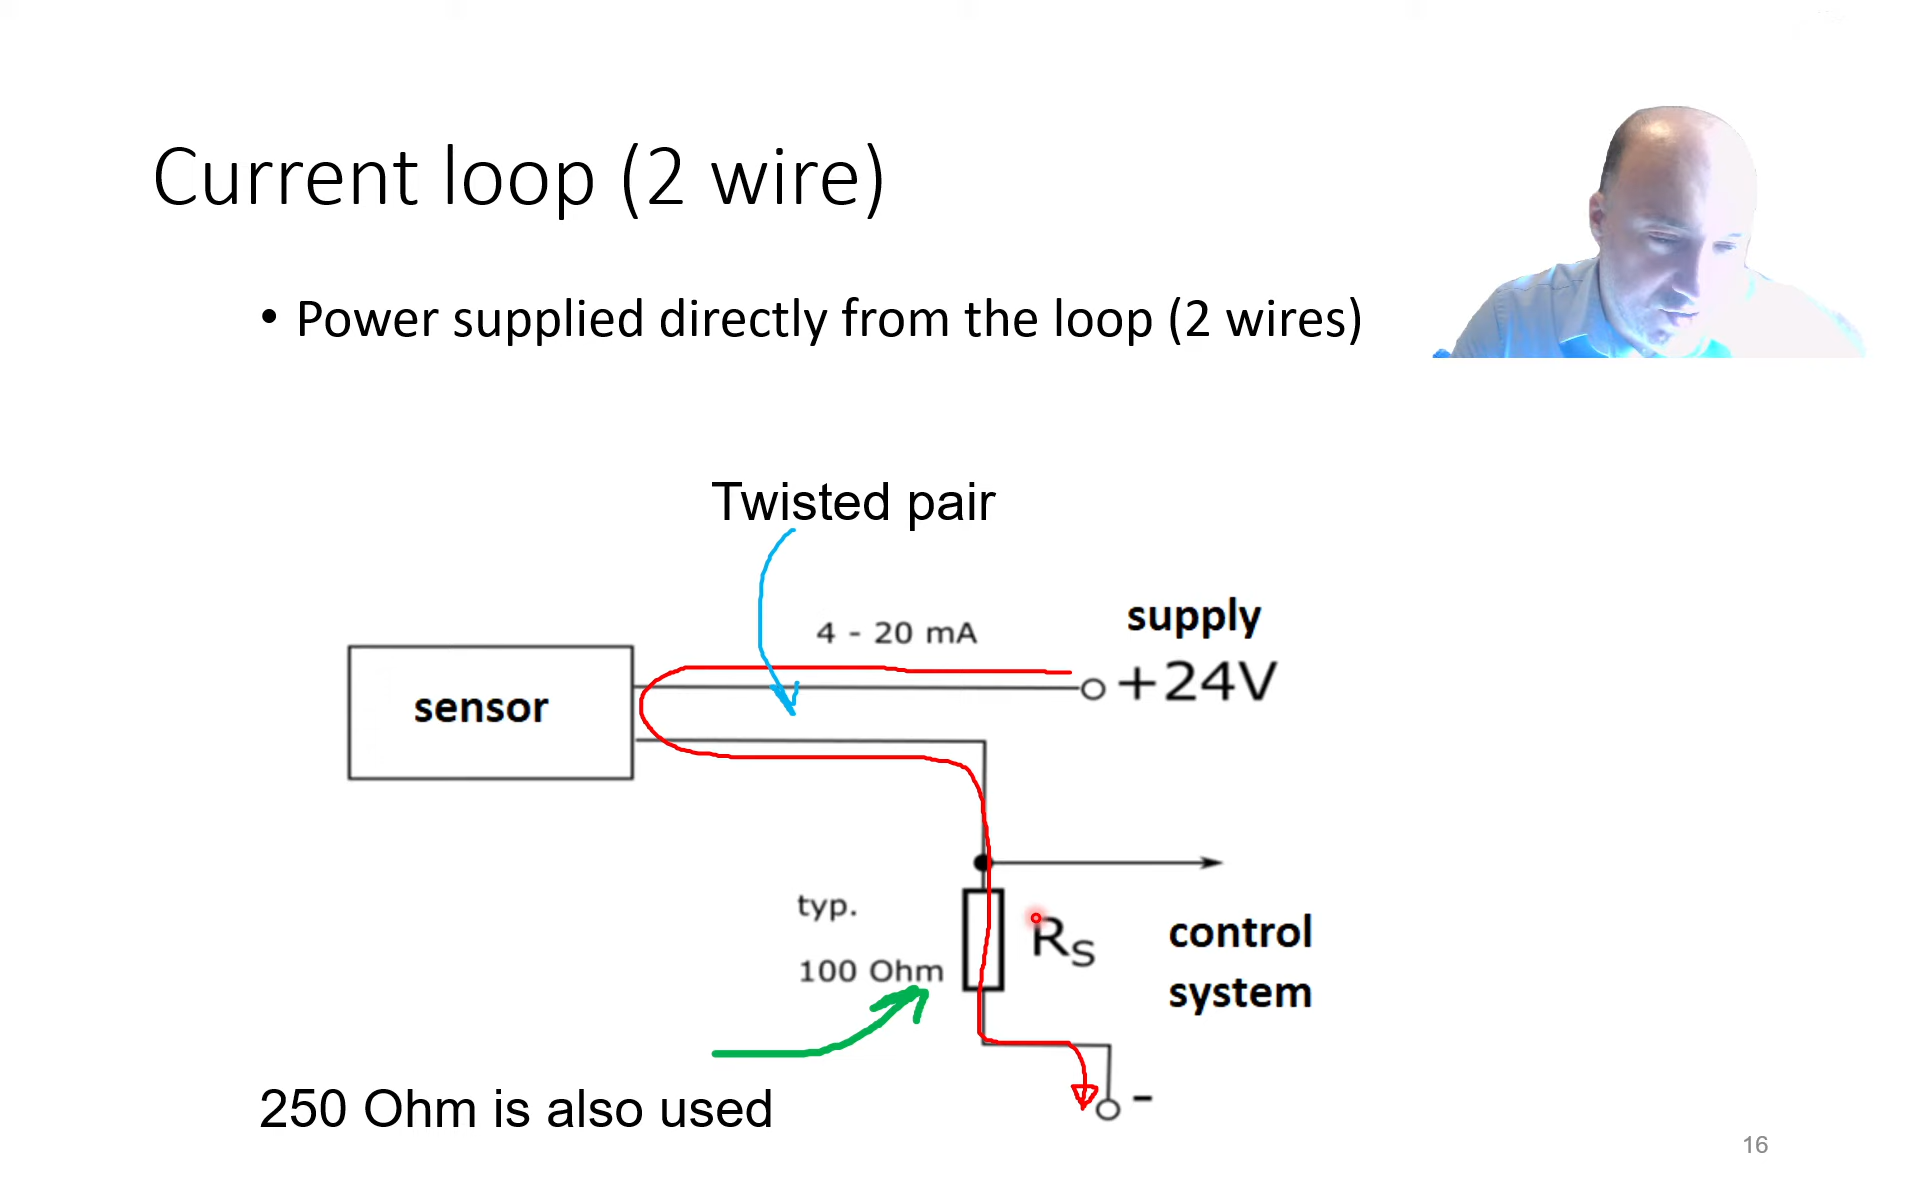 Current loop (2 wire)
• Power supplied directly from the loop (2 wires)
Twisted pair
4 - 20 mA
supply
+24V
sensor
typ.
100 Ohm
RS
control
system
250 Ohm is also used
-
16